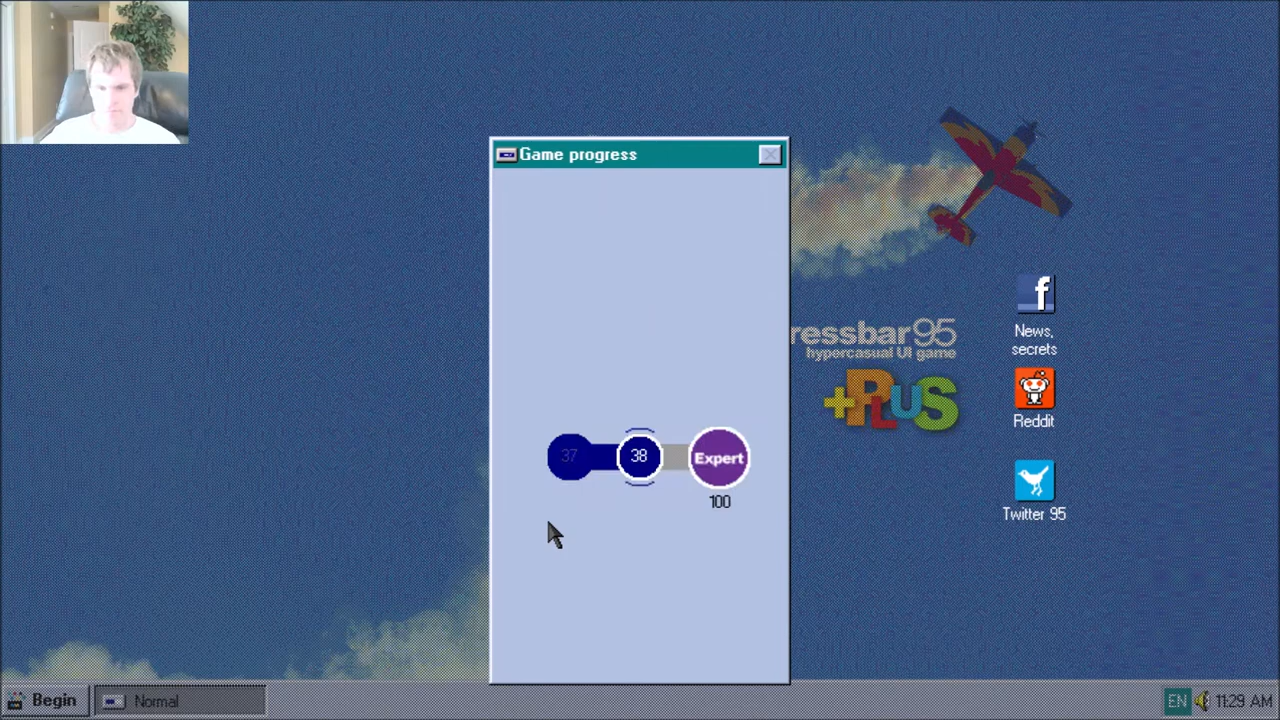 Game progress
ressbar95
hypercasual UI game
+PLUS
News,
secrets
Reddit
Twitter 95
37
38
Expert
100
Begin
Normal
EN
11:29 AM